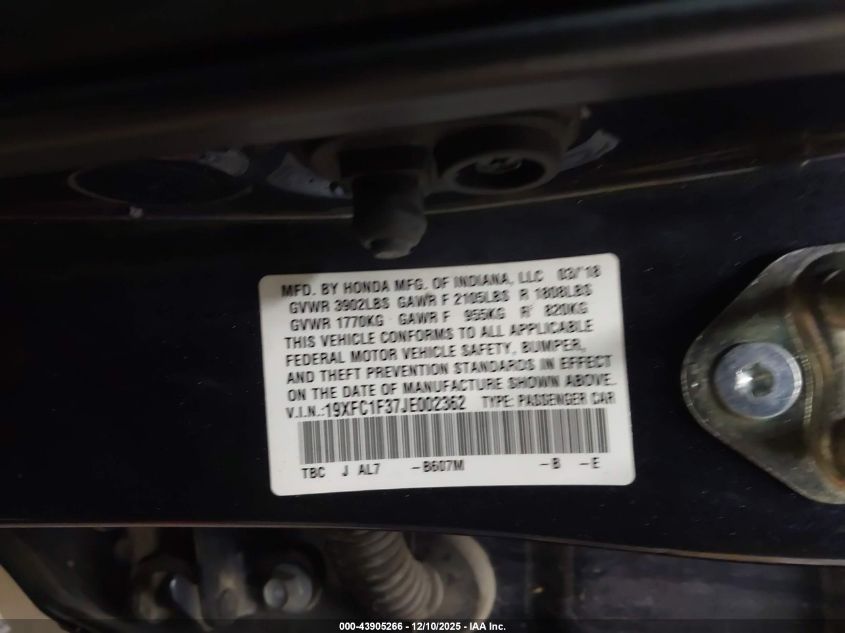 MFD. BY HONDA MFG. OF INDIANA, LLC 03/'18
GVWR 3902LBS GAWR F 2105LBS R 1808LBS
GVWR 1770KG GAWR F 955KG R 820KG
THIS VEHICLE CONFORMS TO ALL APPLICABLE
FEDERAL MOTOR VEHICLE SAFETY, BUMPER,
AND THEFT PREVENTION STANDARDS IN EFFECT
ON THE DATE OF MANUFACTURE SHOWN ABOVE.
V.I.N.:19XFC1F37JE002362 TYPE: PASSENGER CAR
TBC J AL7 -B607M -B -E
000-43905266 - 12/10/2025 - IAA Inc.